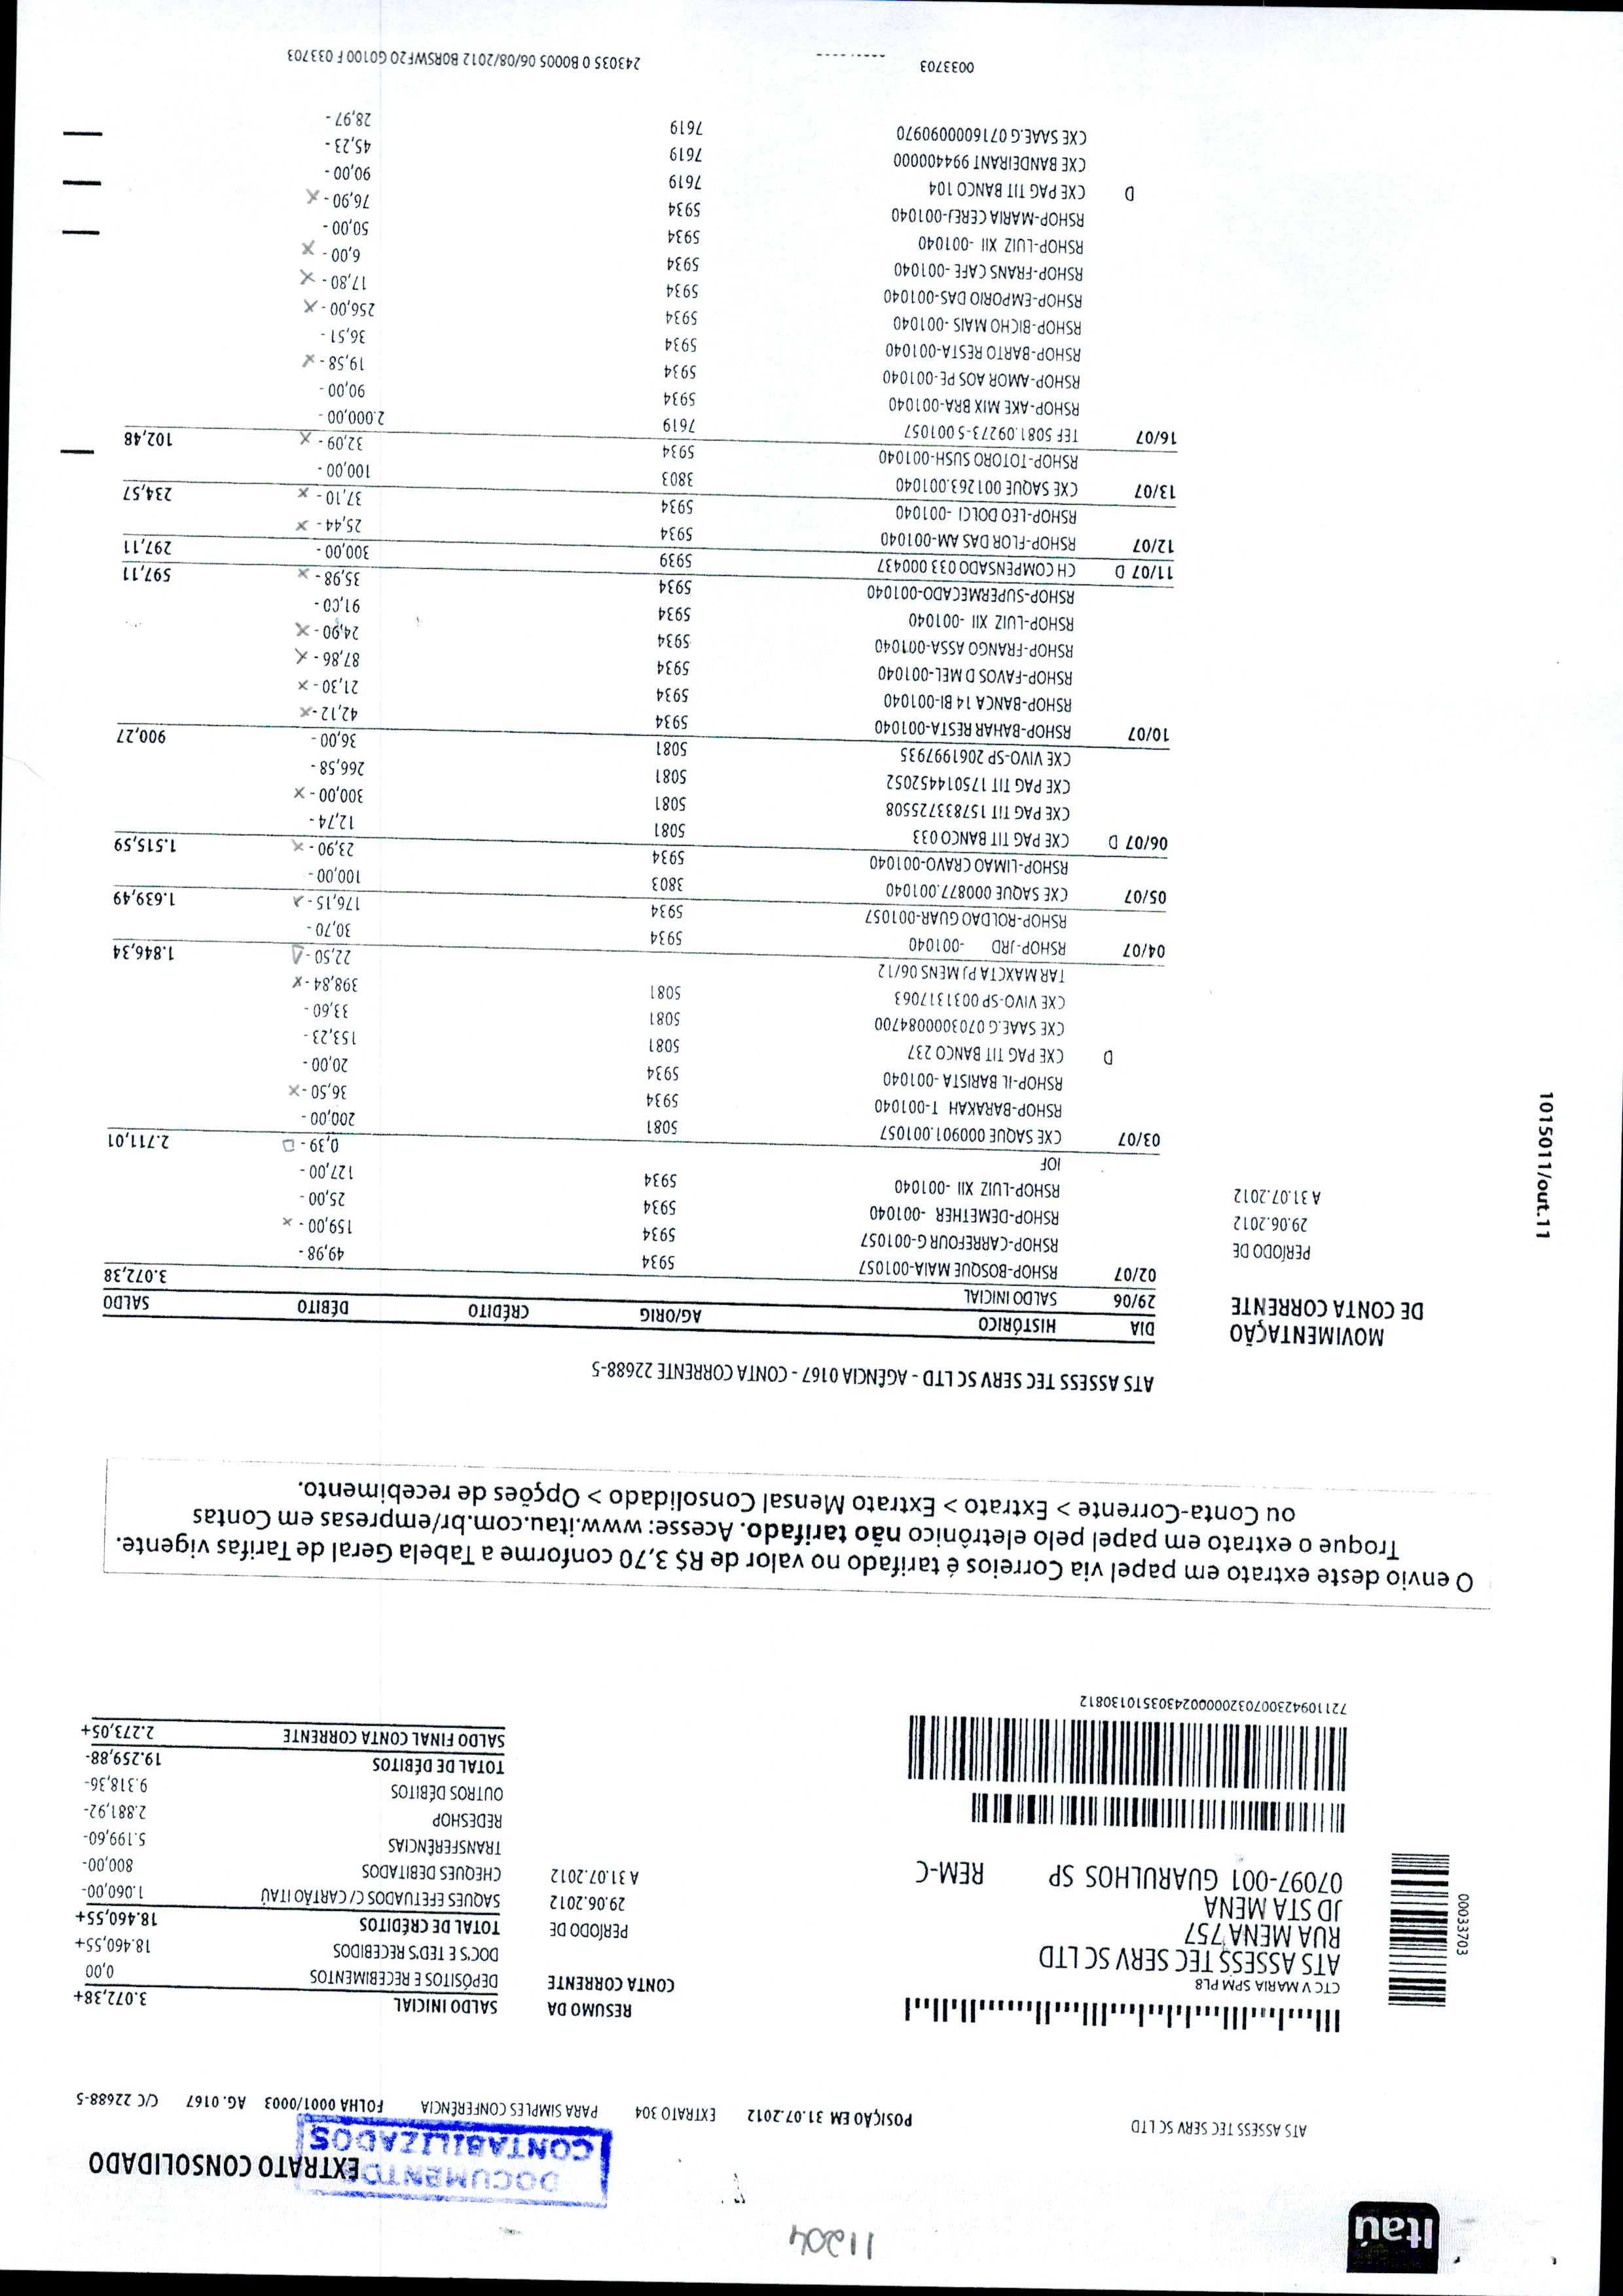 Itaú
11204
EXTRATO CONSOLIDADO
DOCUMENTOS
CONTABILIZADOS
ATS ASSESS TEC SERV SC LTD POSIÇÃO EM 31.07.2012 EXTRATO 304 PARA SIMPLES CONFERÊNCIA FOLHA 0001/0003 AG. 0167 C/C 22688-5
00033703
CTC V MARIA SPM PL8
ATS ASSESS TEC SERV SC LTD
RUA MENA 757
JD STA MENA
07097-001 GUARULHOS SP REM-C
72110942300703200000243035101130812
RESUMO DA
CONTA CORRENTE
PERÍODO DE
29.06.2012
A 31.07.2012
SALDO INICIAL 3.072,38+
DEPÓSITOS E RECEBIMENTOS 0,00
DOC'S E TED'S RECEBIDOS 18.460,55+
TOTAL DE CRÉDITOS 18.460,55+
SAQUES EFETUADOS C/ CARTÃO ITAÚ 1.060,00-
CHEQUES DEBITADOS 800,00-
TRANSFERÊNCIAS 5.199,60-
REDESHOP 2.881,92-
OUTROS DÉBITOS 9.318,36-
TOTAL DE DÉBITOS 19.259,88-
SALDO FINAL CONTA CORRENTE 2.273,05+
O envio deste extrato em papel via Correios é tarifado no valor de R$ 3,70 conforme a Tabela Geral de Tarifas vigente.
Troque o extrato em papel pelo eletrônico não tarifado. Acesse: www.itau.com.br/empresas em Contas
ou Conta-Corrente > Extrato > Extrato Mensal Consolidado > Opções de recebimento.
ATS ASSESS TEC SERV SC LTD - AGÊNCIA 0167 - CONTA CORRENTE 22688-5
MOVIMENTAÇÃO
DE CONTA CORRENTE
PERÍODO DE
29.06.2012
A 31.07.2012
1015011/out.11
DIA HISTÓRICO AG/ORIG CRÉDITO DÉBITO SALDO
29/06 SALDO INICIAL 3.072,38
02/07 RSHOP-BOSQUE MAIA-001057 5934 49,98 -
RSHOP-CARREFOUR G-001057 5934 159,00 - x
RSHOP-DEMETHER -001040 5934 25,00 -
RSHOP-LUIZ XII -001040 5934 127,00 -
IOF 0,39 - 2.711,01
03/07 CXE SAQUE 000901.001057 5081 200,00 -
RSHOP-BARAKAH T-001040 5934 36,50 - x
RSHOP-IL BARISTA -001040 5934 20,00 -
D CXE PAG TIT BANCO 237 5081 153,23 -
CXE SAAE.G 0703000084700 5081 33,60 -
CXE VIVO-SP 0031317063 5081 398,84 - x
TAR MAXCTA PJ MENS 06/12 22,50 - 1.846,34
04/07 RSHOP-JRD -001040 5934 30,70 -
RSHOP-ROLDAO GUAR-001057 5934 176,15 - x 1.639,49
05/07 CXE SAQUE 000877.001040 3803 100,00 -
RSHOP-LIMAO CRAVO-001040 5934 23,90 - x 1.515,59
06/07 D CXE PAG TIT BANCO 033 5081 12,74 -
CXE PAG TIT 157833725508 5081 300,00 - x
CXE PAG TIT 175014452052 5081 266,58 -
CXE VIVO-SP 2061997935 5081 36,00 - 900,27
10/07 RSHOP-BAHAR RESTA-001040 5934 42,12 - x
RSHOP-BANCA 14 BI-001040 5934 21,30 - x
RSHOP-FAVOS D MEL-001040 5934 87,86 - x
RSHOP-FRANGO ASSA-001040 5934 24,90 - x
RSHOP-LUIZ XII -001040 5934 91,00 -
RSHOP-SUPERMECADO-001040 5934 35,98 - x 597,11
11/07 D CH COMPENSADO 033 000437 5939 300,00 - 297,11
12/07 RSHOP-FLOR DAS AM-001040 5934 25,44 - x
RSHOP-LEO DOLCI -001040 5934 37,10 - x 234,57
13/07 CXE SAQUE 001263.001040 3803 100,00 -
RSHOP-TOTORO SUSH-001040 5934 32,09 - x 102,48
16/07 TEF 5081.09273-5 001057 7619 2.000,00 -
RSHOP-AKE MIX BRA-001040 5934 90,00 -
RSHOP-AMOR AOS PE-001040 5934 19,58 - x
RSHOP-BARTO RESTA-001040 5934 36,51 -
RSHOP-BICHO MAIS -001040 5934 256,00 - x
RSHOP-EMPORIO DAS-001040 5934 17,80 - x
RSHOP-FRANS CAFE -001040 5934 6,00 - x
RSHOP-LUIZ XII -001040 5934 50,00 -
RSHOP-MARIA CEREJ-001040 5934 76,90 - x
D CXE PAG TIT BANCO 104 7619 90,00 -
CXE BANDEIRANT 994400000 7619 45,23 -
CXE SAAE.G 0716000090970 7619 28,97 -
0033703 243035 0 B0005 06/08/2012 BORSWF20 G0100 F 033703